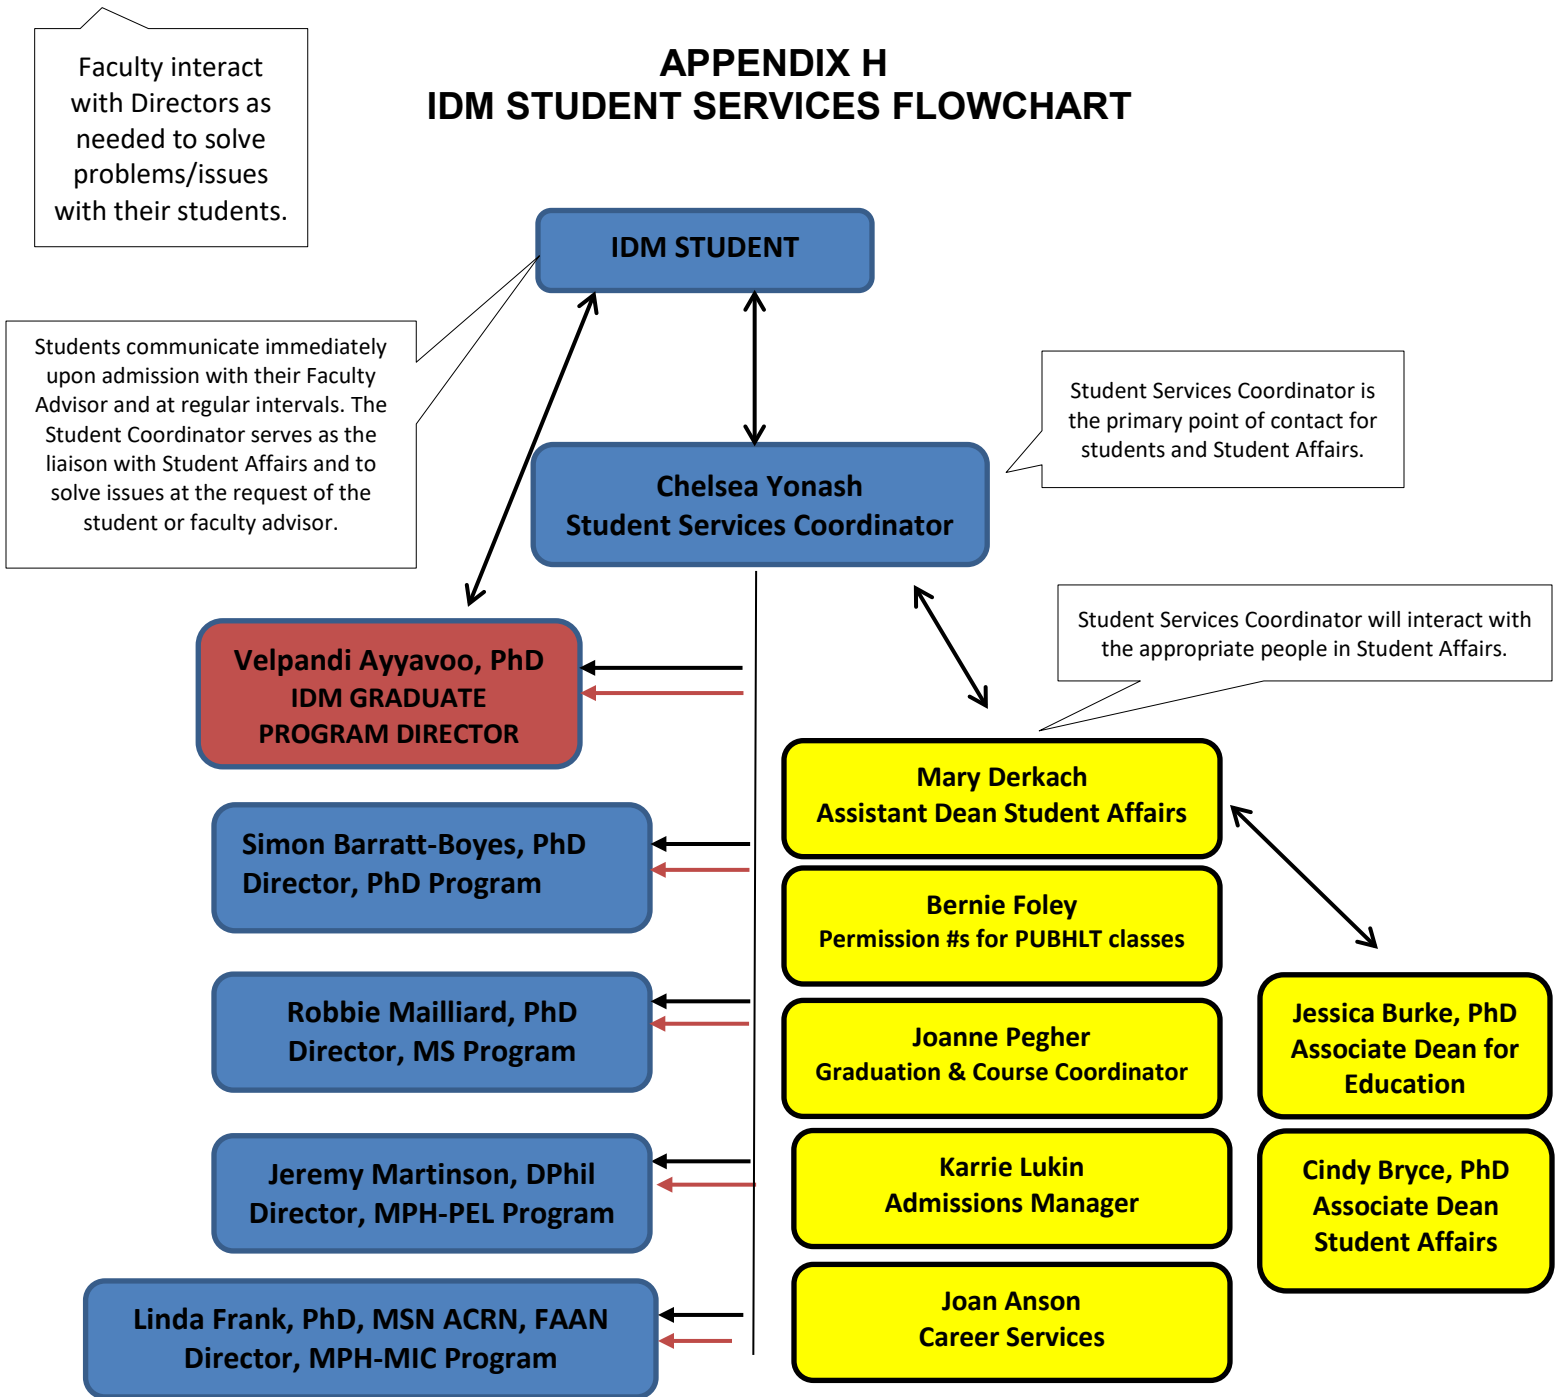 Faculty interact
with Directors as
needed to solve
problems/issues
with their students.
APPENDIX H
IDM STUDENT SERVICES FLOWCHART
IDM STUDENT
Students communicate immediately
upon admission with their Faculty
Advisor and at regular intervals. The
Student Coordinator serves as the
liaison with Student Affairs and to
solve issues at the request of the
student or faculty advisor.
Student Services Coordinator is
the primary point of contact for
students and Student Affairs.
Chelsea Yonash
Student Services Coordinator
Student Services Coordinator will interact with
the appropriate people in Student Affairs.
Velpandi Ayyavoo, PhD
IDM GRADUATE
PROGRAM DIRECTOR
Simon Barratt-Boyes, PhD
Director, PhD Program
Robbie Mailliard, PhD
Director, MS Program
Jeremy Martinson, DPhil
Director, MPH-PEL Program
Linda Frank, PhD, MSN ACRN, FAAN
Director, MPH-MIC Program
Mary Derkach
Assistant Dean Student Affairs
Bernie Foley
Permission #s for PUBHLT classes
Joanne Pegher
Graduation & Course Coordinator
Karrie Lukin
Admissions Manager
Joan Anson
Career Services
Jessica Burke, PhD
Associate Dean for
Education
Cindy Bryce, PhD
Associate Dean
Student Affairs